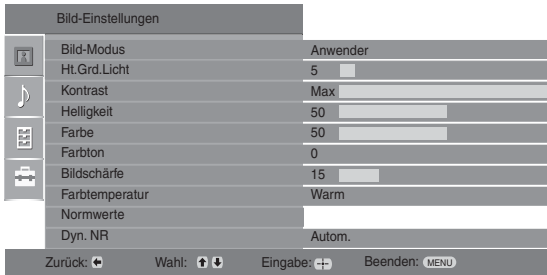 Bild-Einstellungen
Bild-Modus Anwender
Ht.Grd.Licht 5
Kontrast Max
Helligkeit 50
Farbe 50
Farbton 0
Bildschärfe 15
Farbtemperatur Warm
Normwerte
Dyn. NR Autom.
Zurück: Wahl: Eingabe: Beenden: MENU